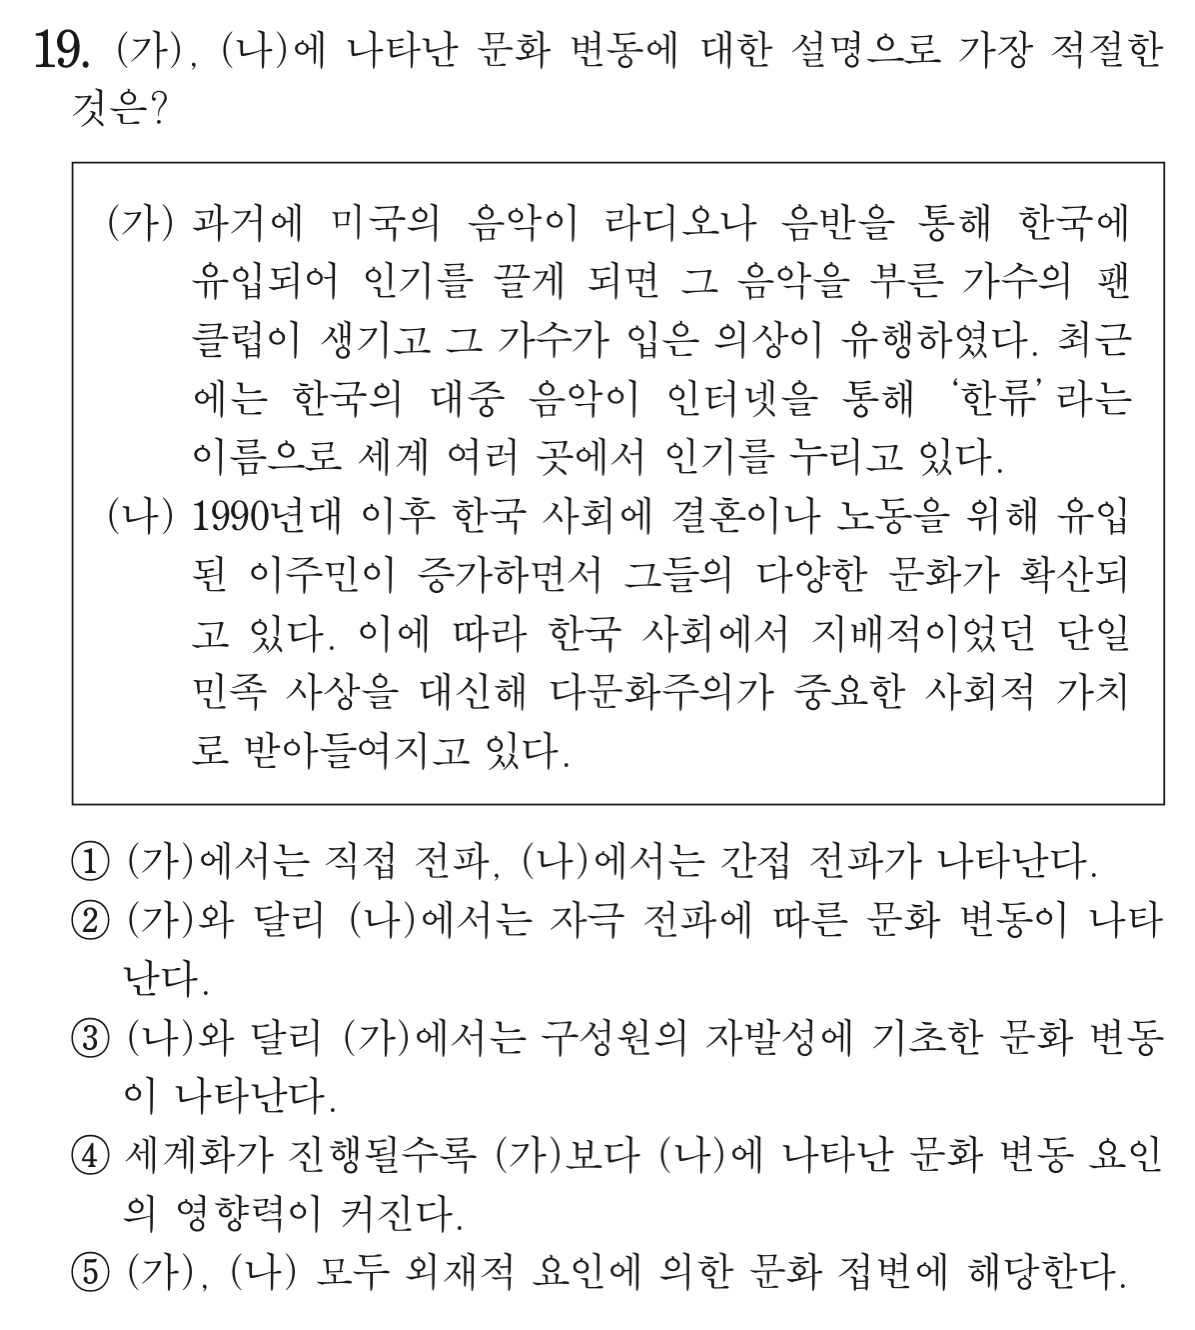 19. (가), (나)에 나타난 문화 변동에 대한 설명으로 가장 적절한
것은?
(가) 과거에 미국의 음악이 라디오나 음반을 통해 한국에
유입되어 인기를 끌게 되면 그 음악을 부른 가수의 팬
클럽이 생기고 그 가수가 입은 의상이 유행하였다. 최근
에는 한국의 대중 음악이 인터넷을 통해 ‘한류’라는
이름으로 세계 여러 곳에서 인기를 누리고 있다.
(나) 1990년대 이후 한국 사회에 결혼이나 노동을 위해 유입
된 이주민이 증가하면서 그들의 다양한 문화가 확산되
고 있다. 이에 따라 한국 사회에서 지배적이었던 단일
민족 사상을 대신해 다문화주의가 중요한 사회적 가치
로 받아들여지고 있다.
① (가)에서는 직접 전파, (나)에서는 간접 전파가 나타난다.
② (가)와 달리 (나)에서는 자극 전파에 따른 문화 변동이 나타
난다.
③ (나)와 달리 (가)에서는 구성원의 자발성에 기초한 문화 변동
이 나타난다.
④ 세계화가 진행될수록 (가)보다 (나)에 나타난 문화 변동 요인
의 영향력이 커진다.
⑤ (가), (나) 모두 외재적 요인에 의한 문화 접변에 해당한다.